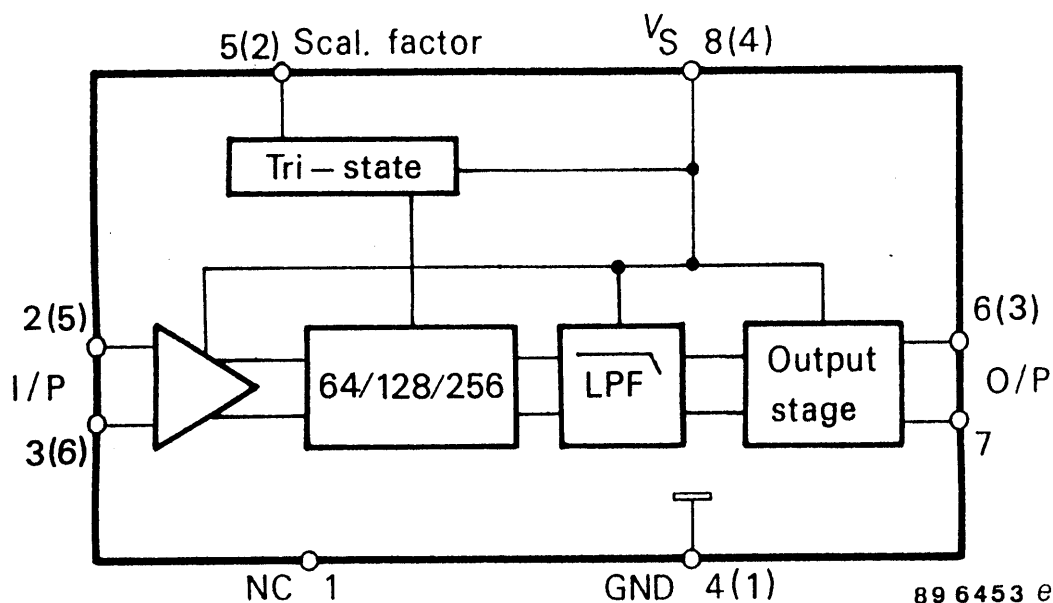 5(2) Scal. factor
VS 8(4)
Tri – state
2(5)
6(3)
I/P
64/128/256
LPF
Output
stage
O/P
3(6)
7
NC 1
GND 4(1)
89 6453 e